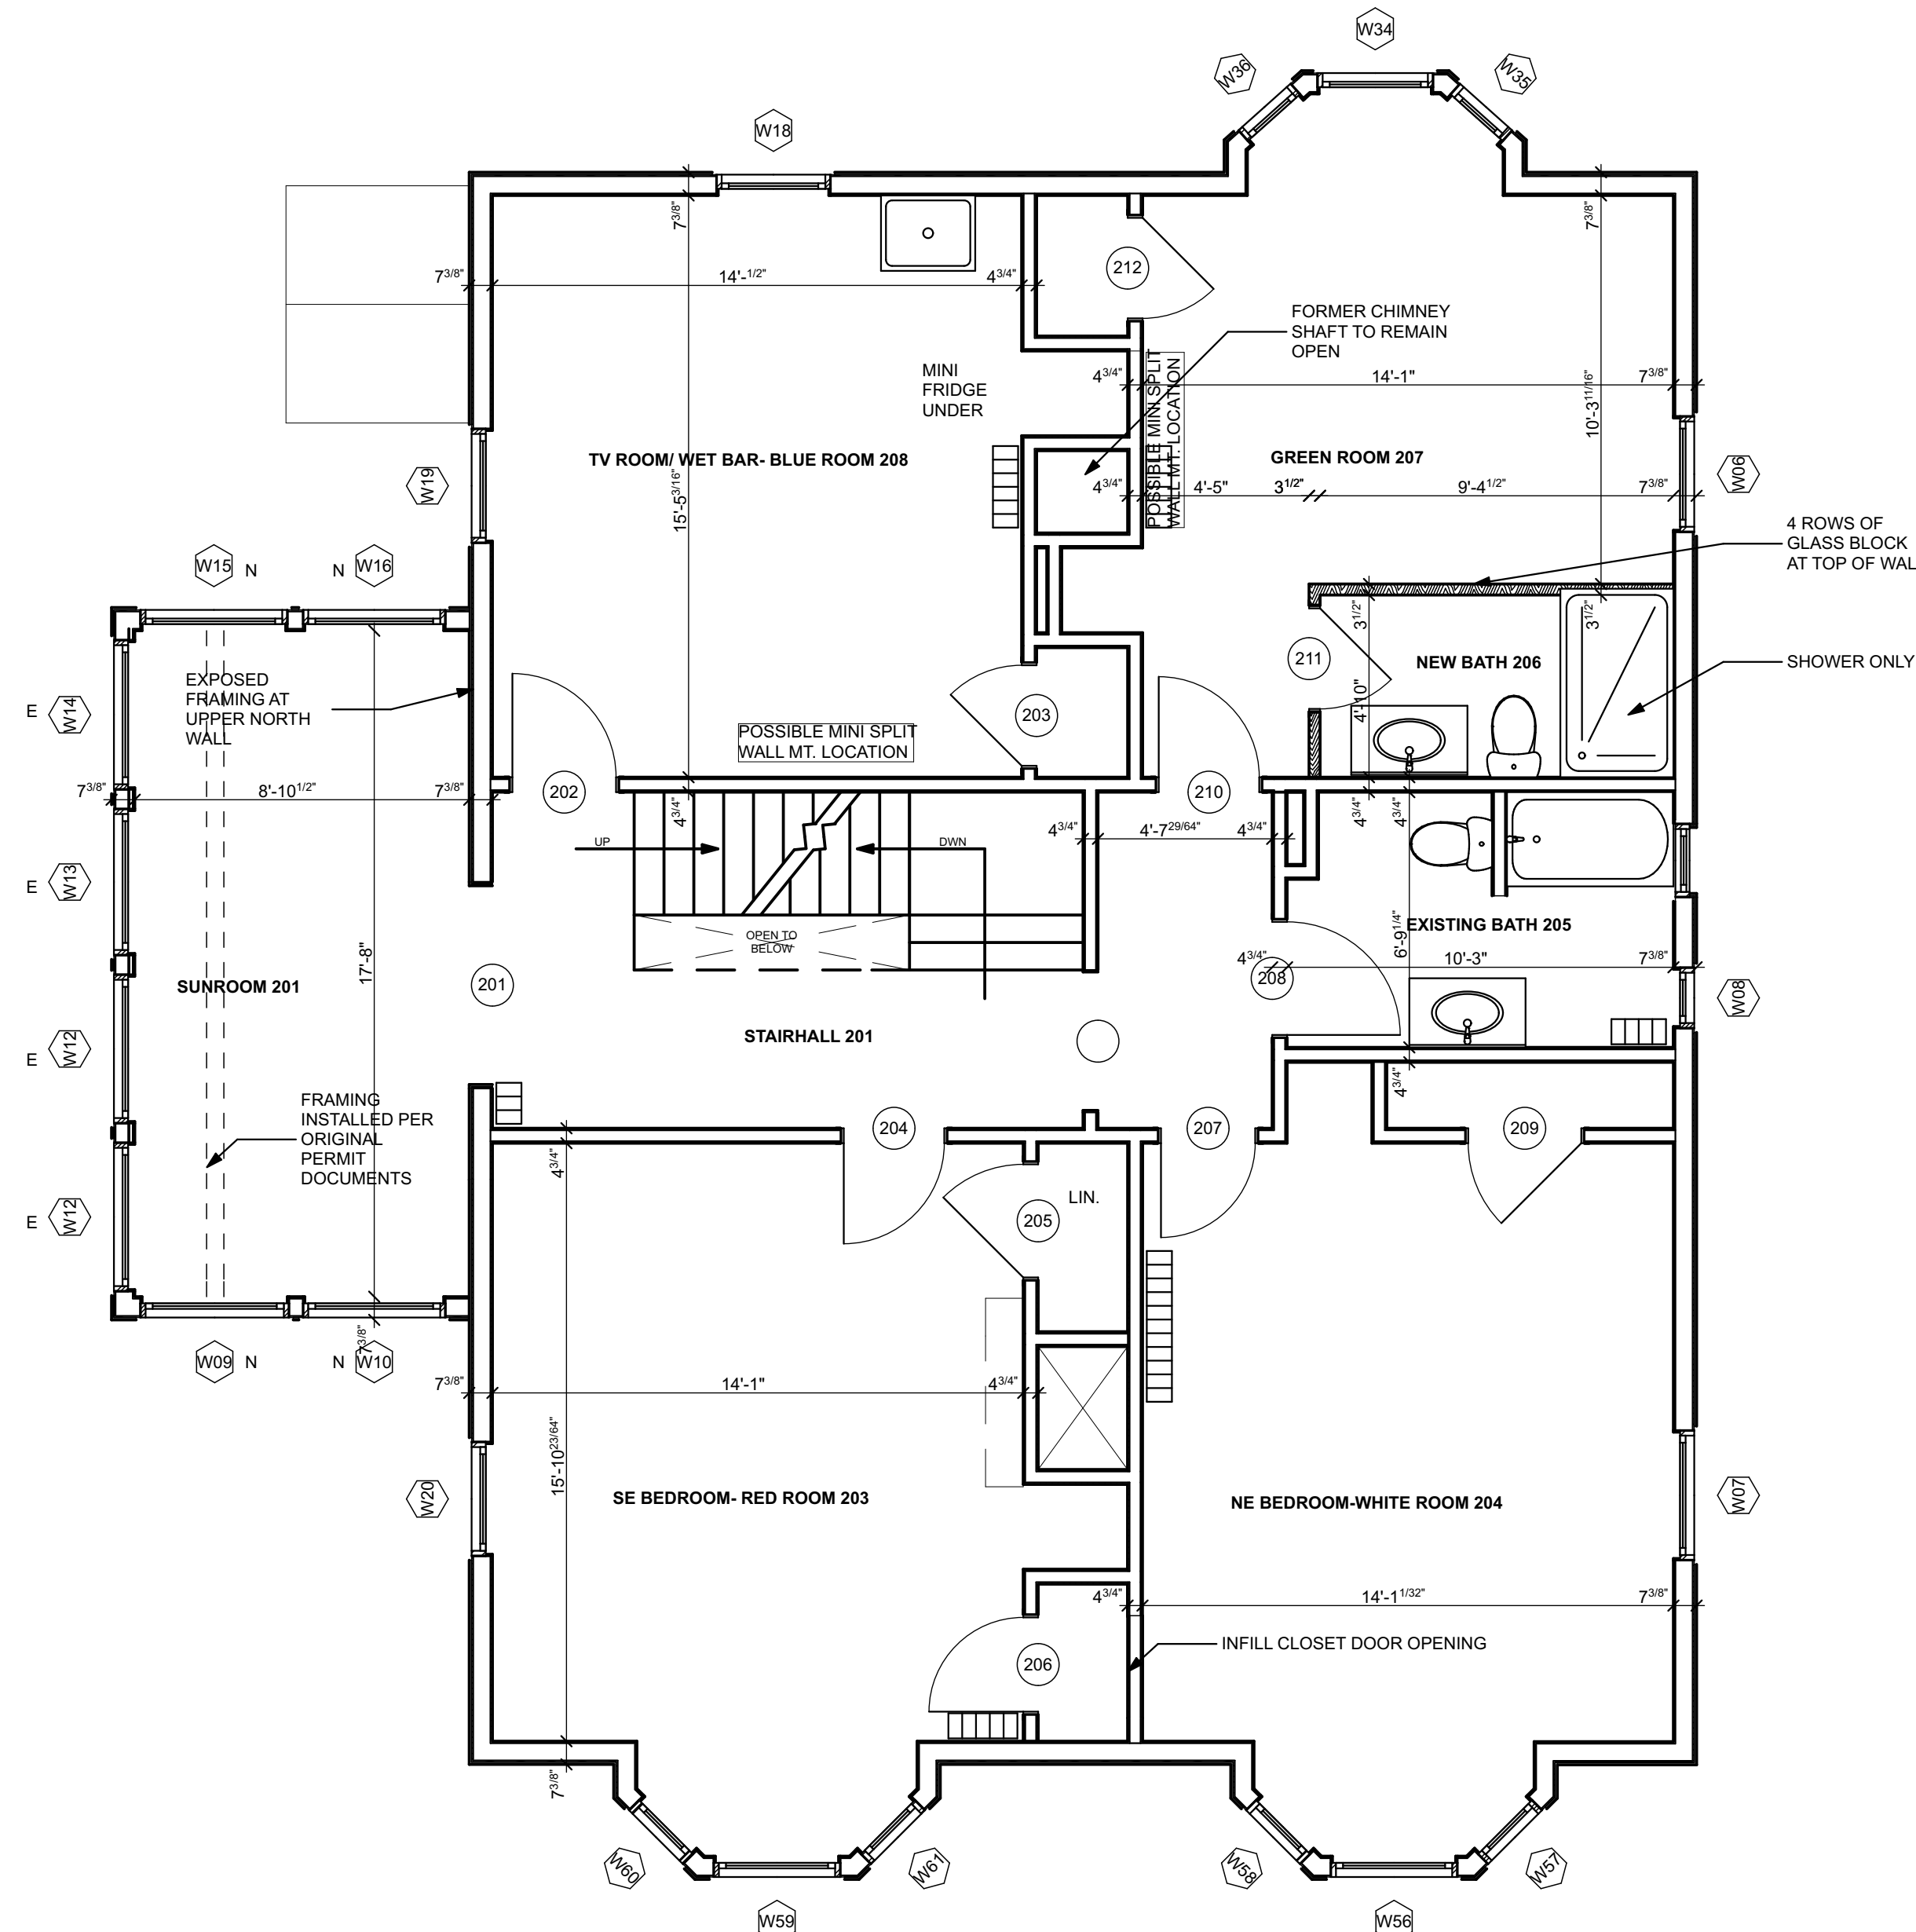 W34
W36
W35
W18
7 3/8"
7 3/8"
7 3/8"
14'-1/2"
4 3/4"
212
FORMER CHIMNEY
SHAFT TO REMAIN
OPEN
MINI
FRIDGE
UNDER
POSSIBLE MINI SPLIT
WALL MT. LOCATION
4 3/4"
14'-1"
7 3/8"
10'-3 11/16"
TV ROOM/ WET BAR- BLUE ROOM 208
GREEN ROOM 207
W19
W06
15'-5 3/16"
4 3/4"
4'-5"
3 1/2"
9'-4 1/2"
7 3/8"
4 ROWS OF
GLASS BLOCK
AT TOP OF WAL
W15
N
N
W16
3 1/2"
3 1/2"
211
NEW BATH 206
SHOWER ONLY
EXPOSED
FRAMING AT
UPPER NORTH
WALL
E
W14
4'-10"
203
POSSIBLE MINI SPLIT
WALL MT. LOCATION
7 3/8"
8'-10 1/2"
7 3/8"
202
4 3/4"
210
4 3/4"
4 3/4"
4 3/4"
4'-7 29/64"
4 3/4"
UP
DWN
E
W13
OPEN TO
BELOW
EXISTING BATH 205
6'-9 1/4"
17'-8"
4 3/4"
10'-3"
7 3/8"
SUNROOM 201
201
208
W08
STAIRHALL 201
E
W12
4 3/4"
FRAMING
INSTALLED PER
ORIGINAL
PERMIT
DOCUMENTS
204
207
209
4 3/4"
LIN.
205
E
W12
W09
N
N
W10
7 3/8"
7 3/8"
14'-1"
4 3/4"
15'-10 23/64"
W20
SE BEDROOM- RED ROOM 203
NE BEDROOM-WHITE ROOM 204
W07
4 3/4"
14'-1 1/32"
7 3/8"
INFILL CLOSET DOOR OPENING
206
7 3/8"
W60
W61
W58
W57
W59
W56